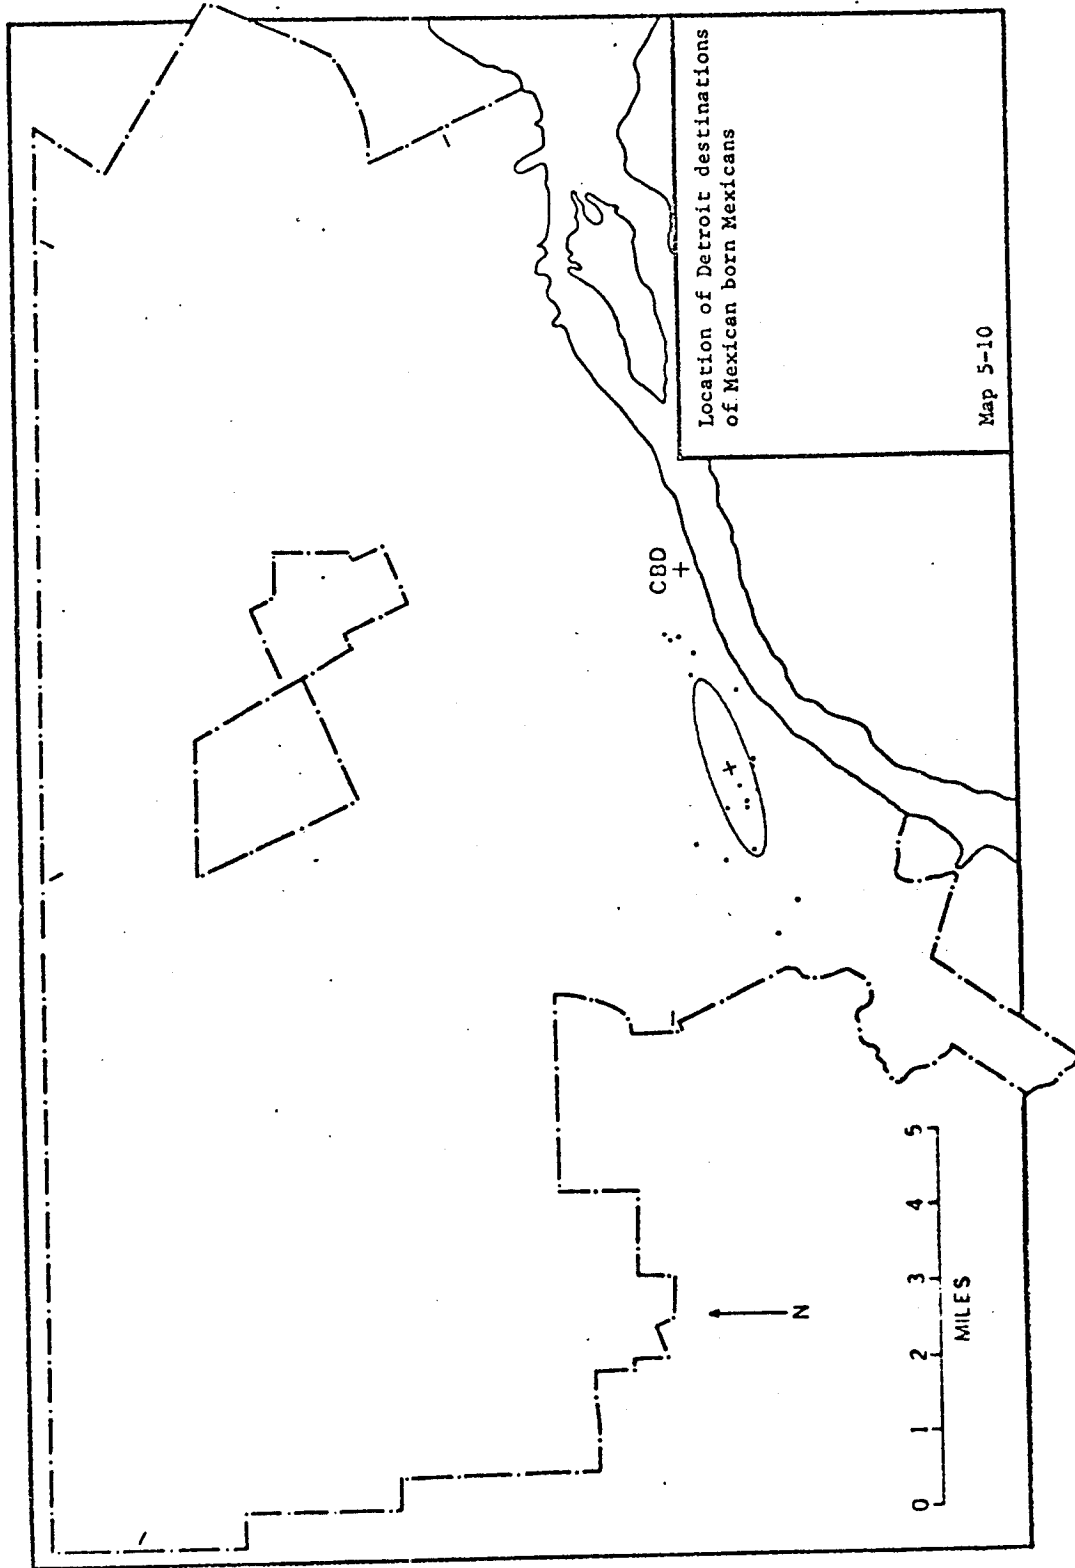 Location of Detroit destinations
of Mexican born Mexicans
Map 5-10
CBD
N
0 1 2 3 4 5
MILES